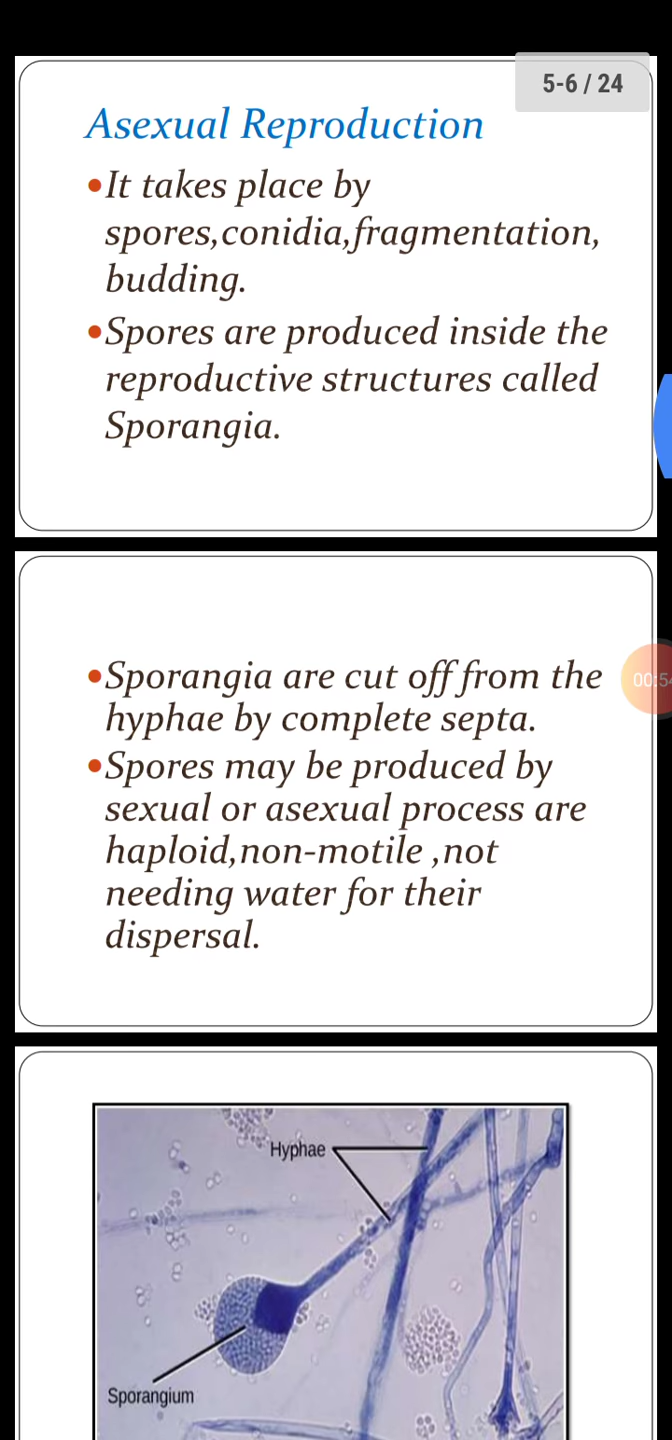 5-6 / 24
Asexual Reproduction
•It takes place by
spores,conidia,fragmentation,
budding.
•Spores are produced inside the
reproductive structures called
Sporangia.
•Sporangia are cut off from the
hyphae by complete septa.
•Spores may be produced by
sexual or asexual process are
haploid,non-motile ,not
needing water for their
dispersal.
Hyphae
Sporangium